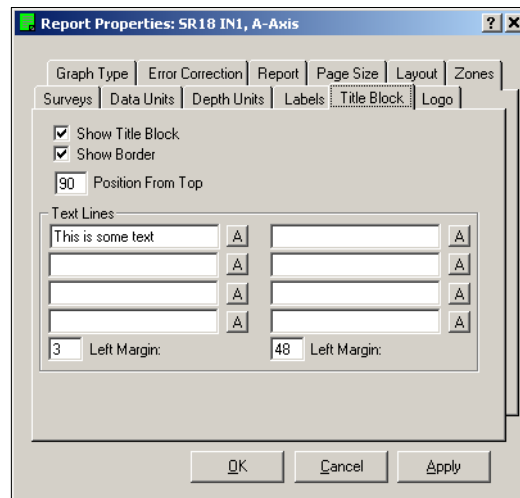 Report Properties: SR18 IN1, A-Axis
Graph Type Error Correction Report Page Size Layout Zones
Surveys Data Units Depth Units Labels Title Block Logo
Show Title Block
Show Border
90 Position From Top
Text Lines
This is some text A A
A A
A A
A A
3 Left Margin: 48 Left Margin:
OK Cancel Apply